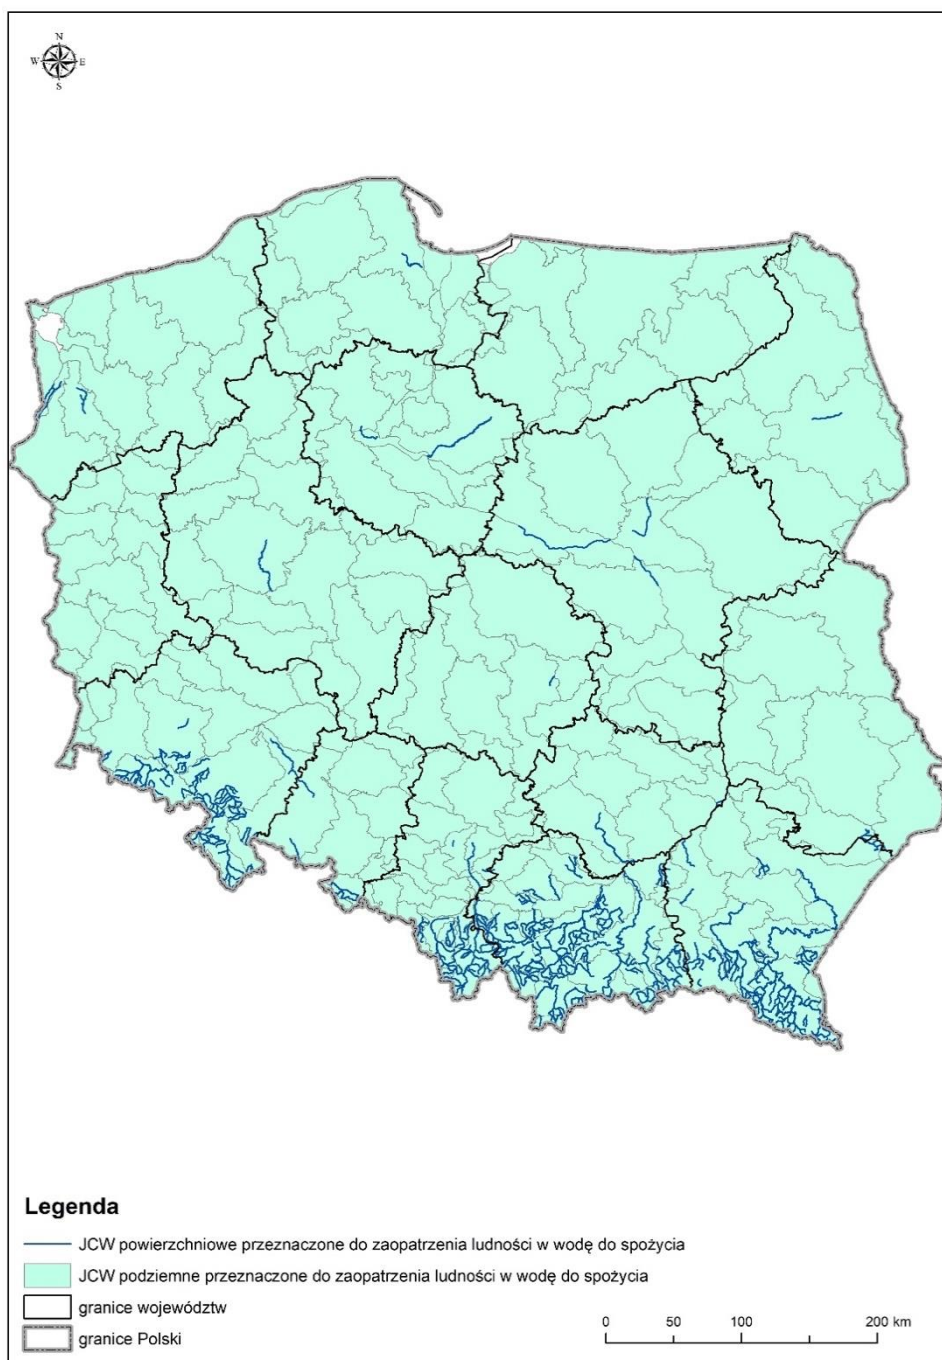 N
W E
S
Legenda
JCW powierzchniowe przeznaczone do zaopatrzenia ludności w wodę do spożycia
JCW podziemne przeznaczone do zaopatrzenia ludności w wodę do spożycia
granice województw
granice Polski
0 50 100 200 km